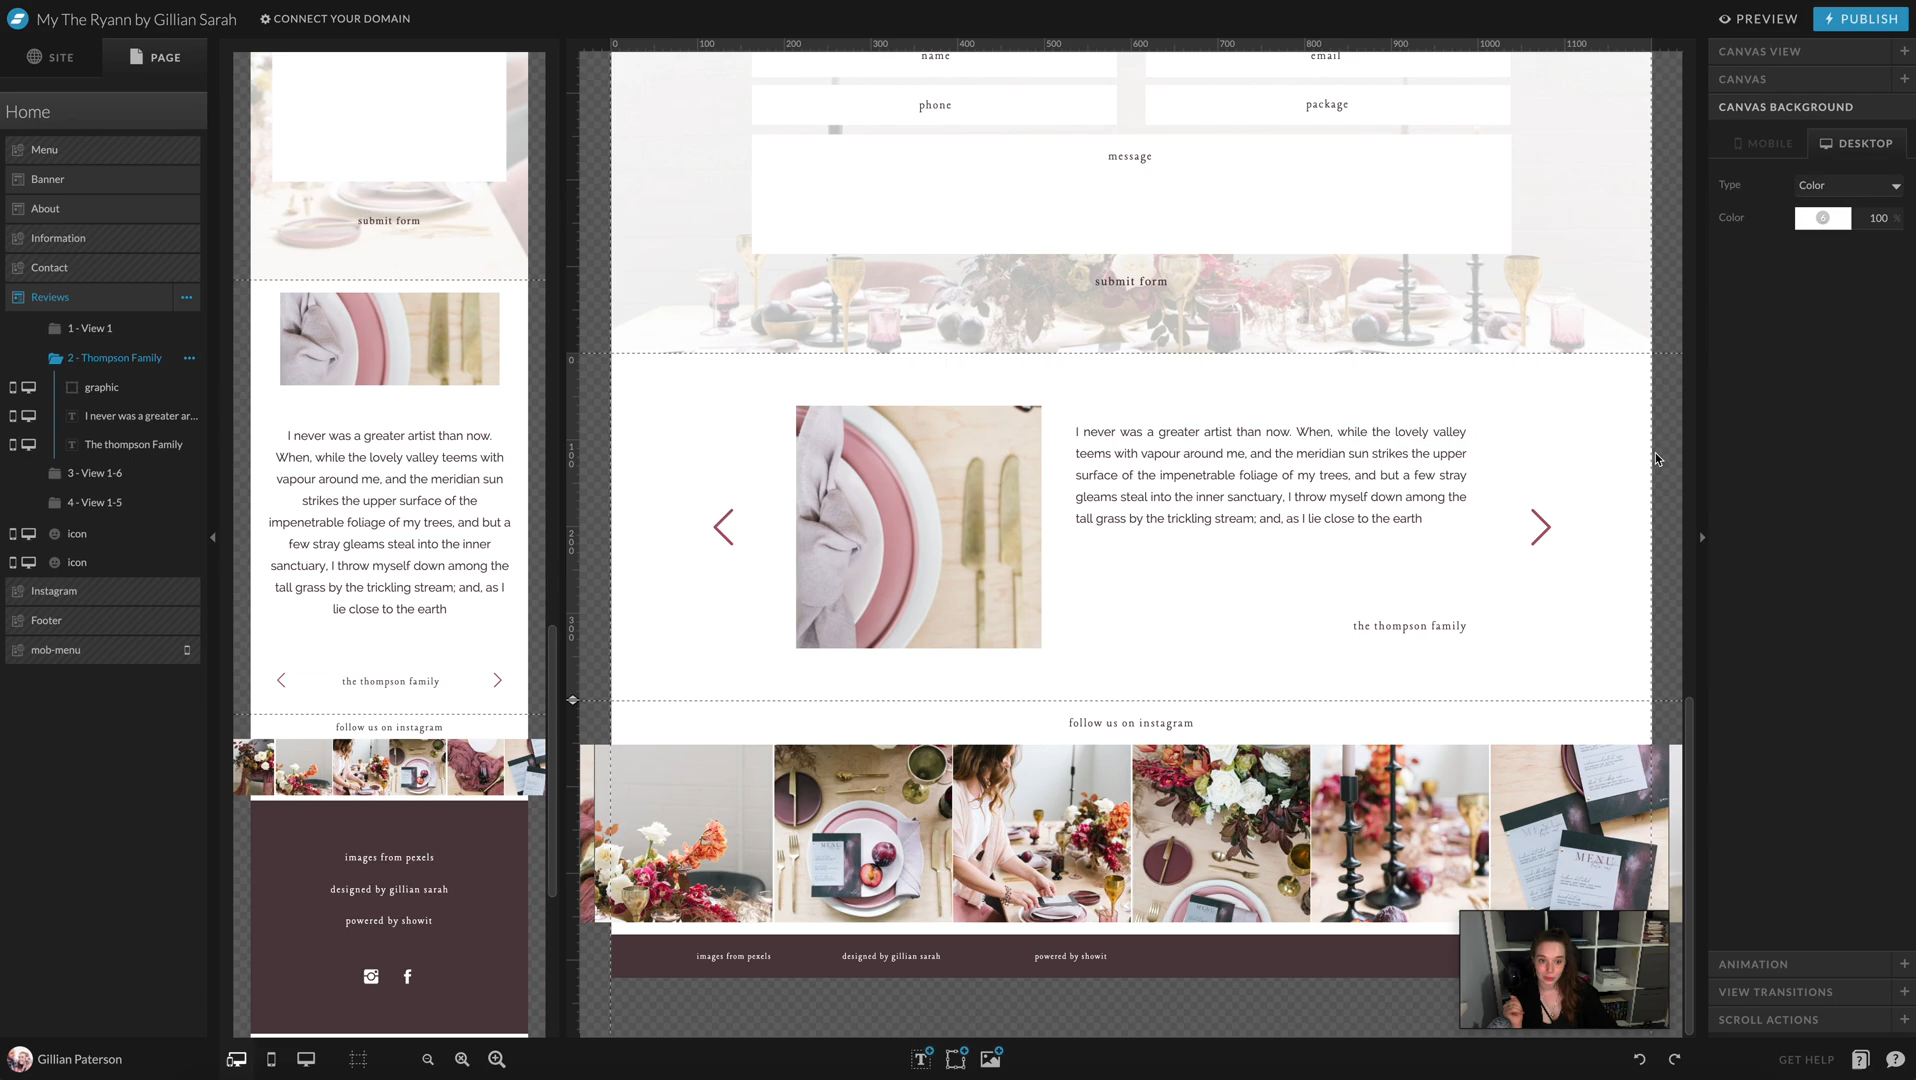 My The Ryann by Gillian Sarah
CONNECT YOUR DOMAIN
PREVIEW
PUBLISH
SITE
PAGE
Home
Menu
Banner
About
Information
Contact
Reviews
1 - View 1
2 - Thompson Family
graphic
I never was a greater ar...
The thompson Family
3 - View 1-6
4 - View 1-5
icon
icon
Instagram
Footer
mob-menu
Gillian Paterson
submit form
I never was a greater artist than now.
When, while the lovely valley teems with
vapour around me, and the meridian sun
strikes the upper surface of the
impenetrable foliage of my trees, and but a
few stray gleams steal into the inner
sanctuary, I throw myself down among the
tall grass by the trickling stream; and, as I
lie close to the earth
the thompson family
follow us on instagram
images from pexels
designed by gillian sarah
powered by showit
0 100 200 300 400 500 600 700 800 900 1000 1100
name
email
phone
package
message
submit form
0
100
200
300
I never was a greater artist than now. When, while the lovely valley
teems with vapour around me, and the meridian sun strikes the upper
surface of the impenetrable foliage of my trees, and but a few stray
gleams steal into the inner sanctuary, I throw myself down among the
tall grass by the trickling stream; and, as I lie close to the earth
the thompson family
follow us on instagram
MENU
MENU
images from pexels
designed by gillian sarah
powered by showit
CANVAS VIEW
CANVAS
CANVAS BACKGROUND
MOBILE
DESKTOP
Type
Color
Color
6
100 %
ANIMATION
VIEW TRANSITIONS
SCROLL ACTIONS
GET HELP